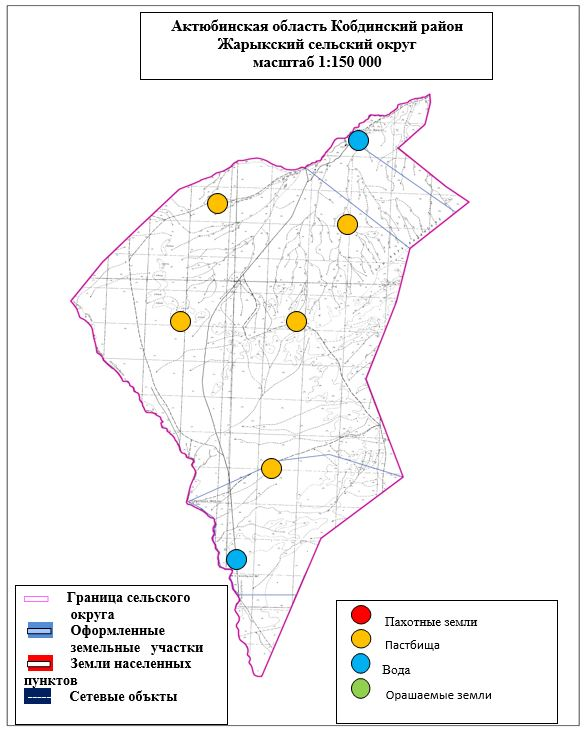 Актюбинская область Кобдинский район
Жарыкский сельский округ
масштаб 1:150 000
Граница сельского
округа
Оформленные
земельные участки
Земли населенных
пунктов
Сетевые объкты
Пахотные земли
Пастбища
Вода
Орашаемые земли